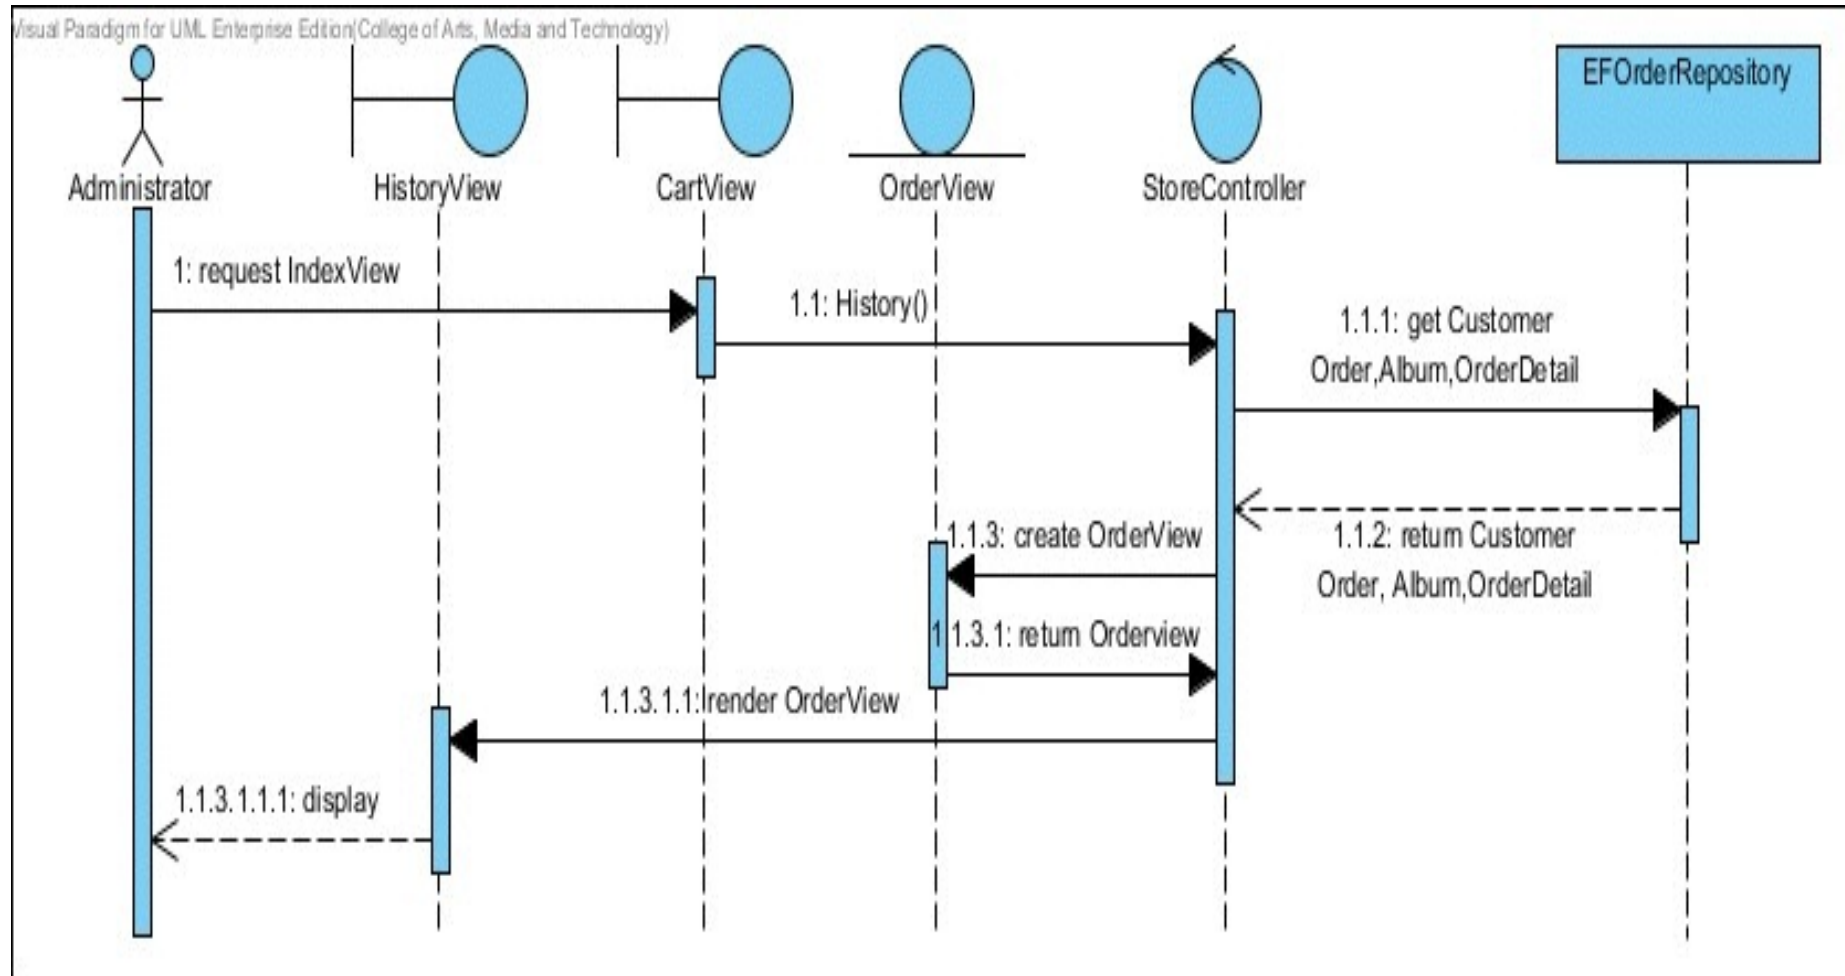 Visual Paradigm for UML Enterprise Edition(College of Arts, Media and Technology)
EFOrderRepository
Administrator
HistoryView
CartView
OrderView
StoreController
1: request IndexView
1.1: History()
1.1.1: get Customer
Order,Album,OrderDetail
1.1.2: return Customer
Order, Album,OrderDetail
1.1.3: create OrderView
1.1.3.1: return Orderview
1.1.3.1.1: render OrderView
1.1.3.1.1.1: display